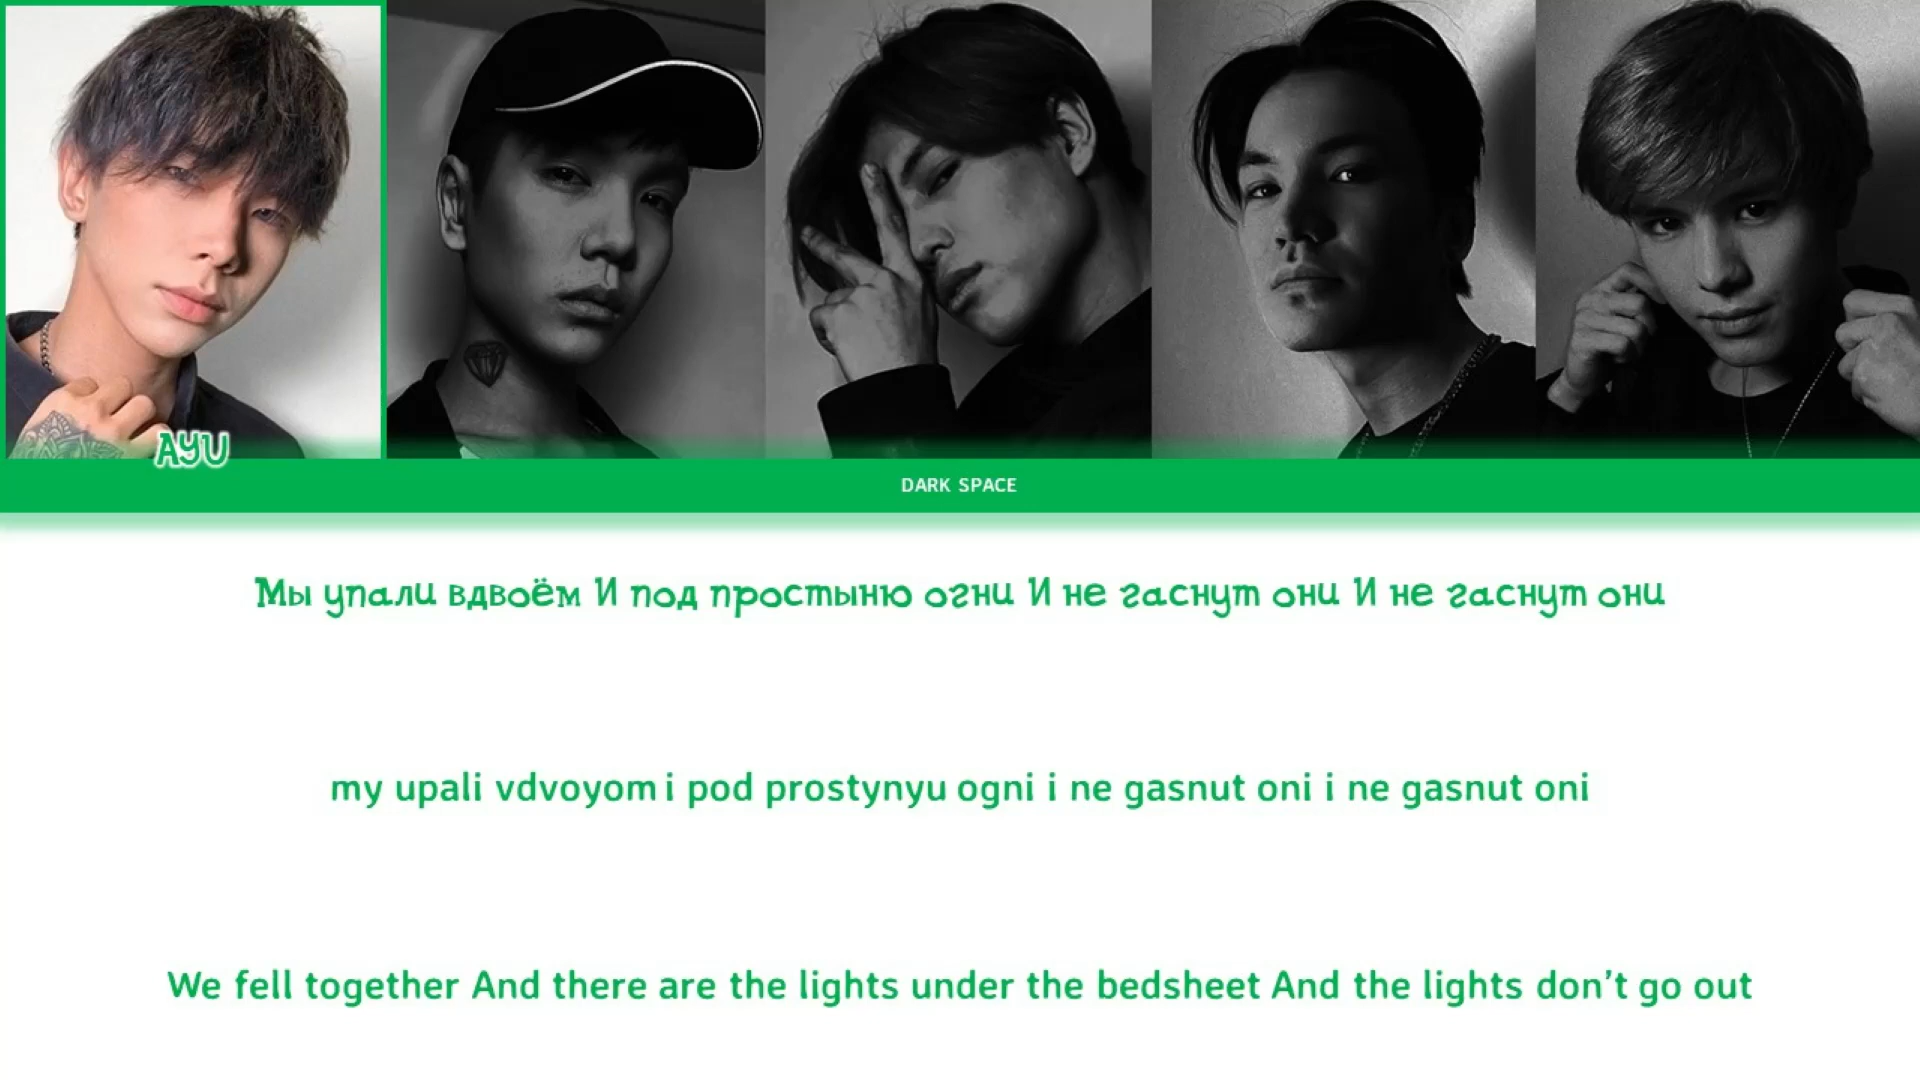 AYU
DARK SPACE
Мы упали вдвоём И под простыню огни И не гаснут они И не гаснут они
my upali vdvoyom i pod prostynyu ogni i ne gasnut oni i ne gasnut oni
We fell together And there are the lights under the bedsheet And the lights don’t go out